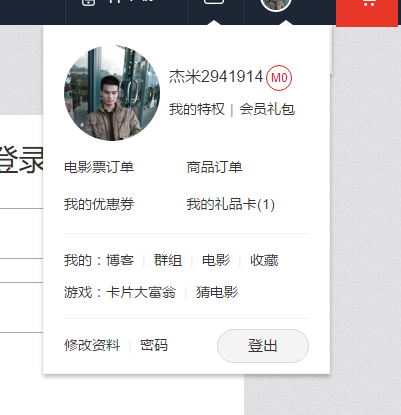 登录
杰米2941914 M0
我的特权 | 会员礼包
电影票订单 商品订单
我的优惠券 我的礼品卡(1)
我的：博客 | 群组 | 电影 | 收藏
游戏：卡片大富翁 | 猜电影
修改资料 | 密码 登出